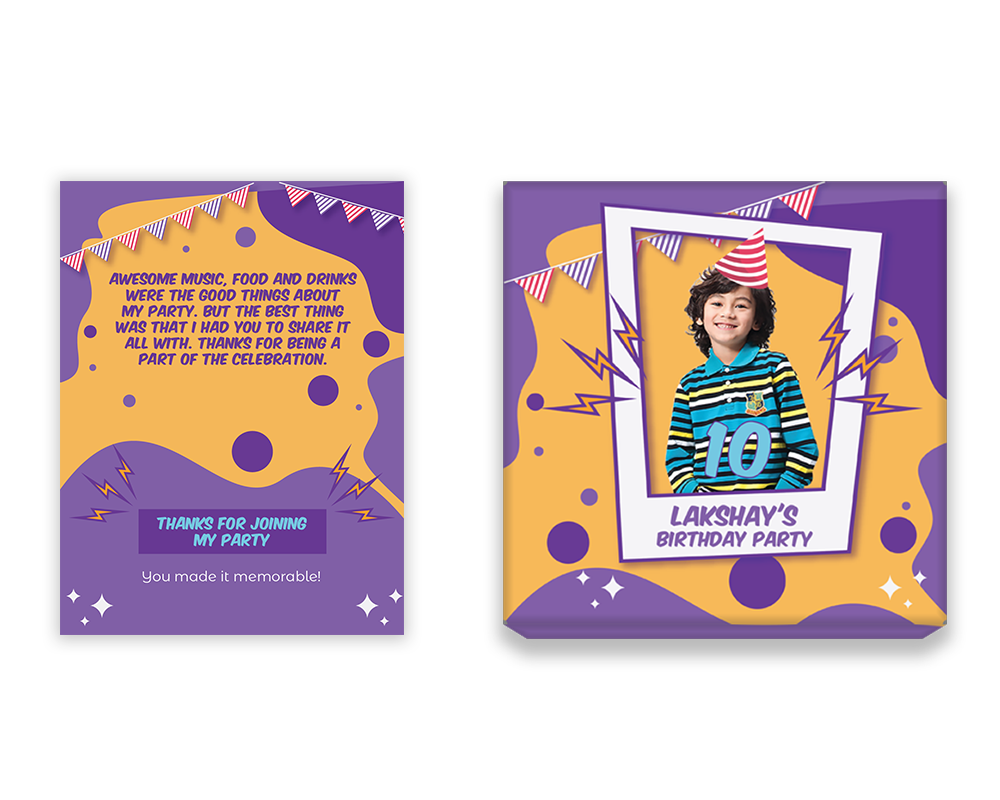 AWESOME MUSIC, FOOD AND DRINKS
WERE THE GOOD THINGS ABOUT
MY PARTY. BUT THE BEST THING
WAS THAT I HAD YOU TO SHARE IT
ALL WITH. THANKS FOR BEING A
PART OF THE CELEBRATION.
THANKS FOR JOINING
MY PARTY
You made it memorable!
10
LAKSHAY'S
BIRTHDAY PARTY